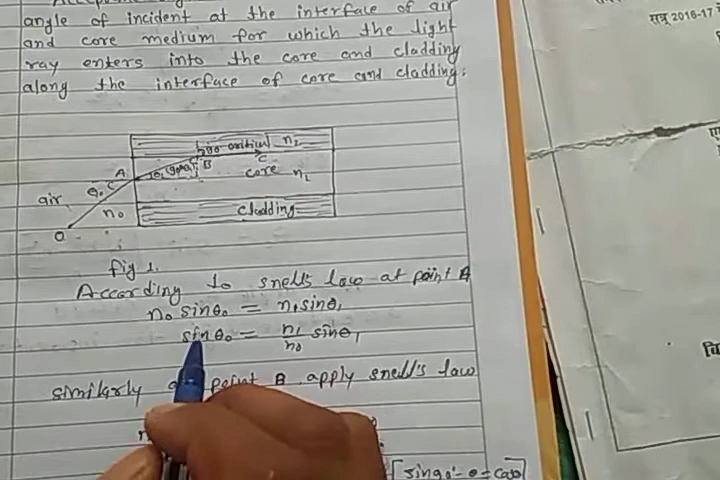 angle of incident at the interface of air
and core medium for which the light
ray enters into the core and cladding
along the interface of core and cladding.
सत्र 2016-17
n₂
B
C
A
core n₁
θ₀
air
n₀
cladding
O
fig 1.
According to snell's law at point A
n₀ sinθ₀ = n₁ sinθ₁
sinθ₀ = n₁/n₀ sinθ₁
similarly point B apply snell's law